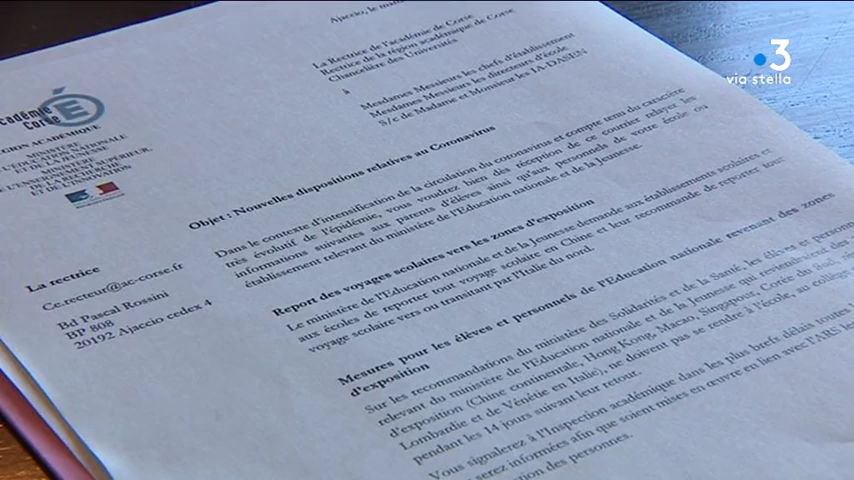 Ajaccio, le
3
via stella
La Rectrice de l'académie de Corse
Rectrice de la région académique de Corse
Chancelière des Universités
à
Mesdames Messieurs les chefs d'établissement
Mesdames Messieurs les directeurs d'école
S/c de Madame et Monsieur les IA-DASEN
académie
Corse
RÉGION ACADÉMIQUE
MINISTÈRE
DE L'ÉDUCATION NATIONALE
ET DE LA JEUNESSE
MINISTÈRE
DE L'ENSEIGNEMENT SUPÉRIEUR,
DE LA RECHERCHE
ET DE L'INNOVATION
Objet : Nouvelles dispositions relatives au Coronavirus
Dans le contexte d'intensification de la circulation du coronavirus et compte tenu du caractère
très évolutif de l'épidémie, vous voudrez bien dès réception de ce courrier relayer les
informations suivantes aux parents d'élèves ainsi qu'aux personnels de votre école ou
établissement relevant du ministère de l'Education nationale et de la Jeunesse.
La rectrice
Ce.recteur@ac-corse.fr
Bd Pascal Rossini
BP 808
20192 Ajaccio cedex 4
Report des voyages scolaires vers les zones d'exposition
Le ministère de l'Education nationale et de la Jeunesse demande aux établissements scolaires et
aux écoles de reporter tout voyage scolaire en Chine et leur recommande de reporter tout
voyage scolaire vers ou transitant par l'Italie du nord.
Mesures pour les élèves et personnels de l'Education nationale revenant des zones
d'exposition
Sur les recommandations du ministère des Solidarités et de la Santé, les élèves et personnels
relevant du ministère de l'Education nationale et de la Jeunesse qui reviendraient des
d'exposition (Chine continentale, Hong Kong, Macao, Singapour, Corée du Sud,
Lombardie et de Vénétie en Italie), ne doivent pas se rendre à l'école, au collège
pendant les 14 jours suivant leur retour.
Vous signalerez à l'Inspection académique dans les plus brefs délais toutes
serez informées afin que soient mises en œuvre en lien avec l'ARS les
des personnes.